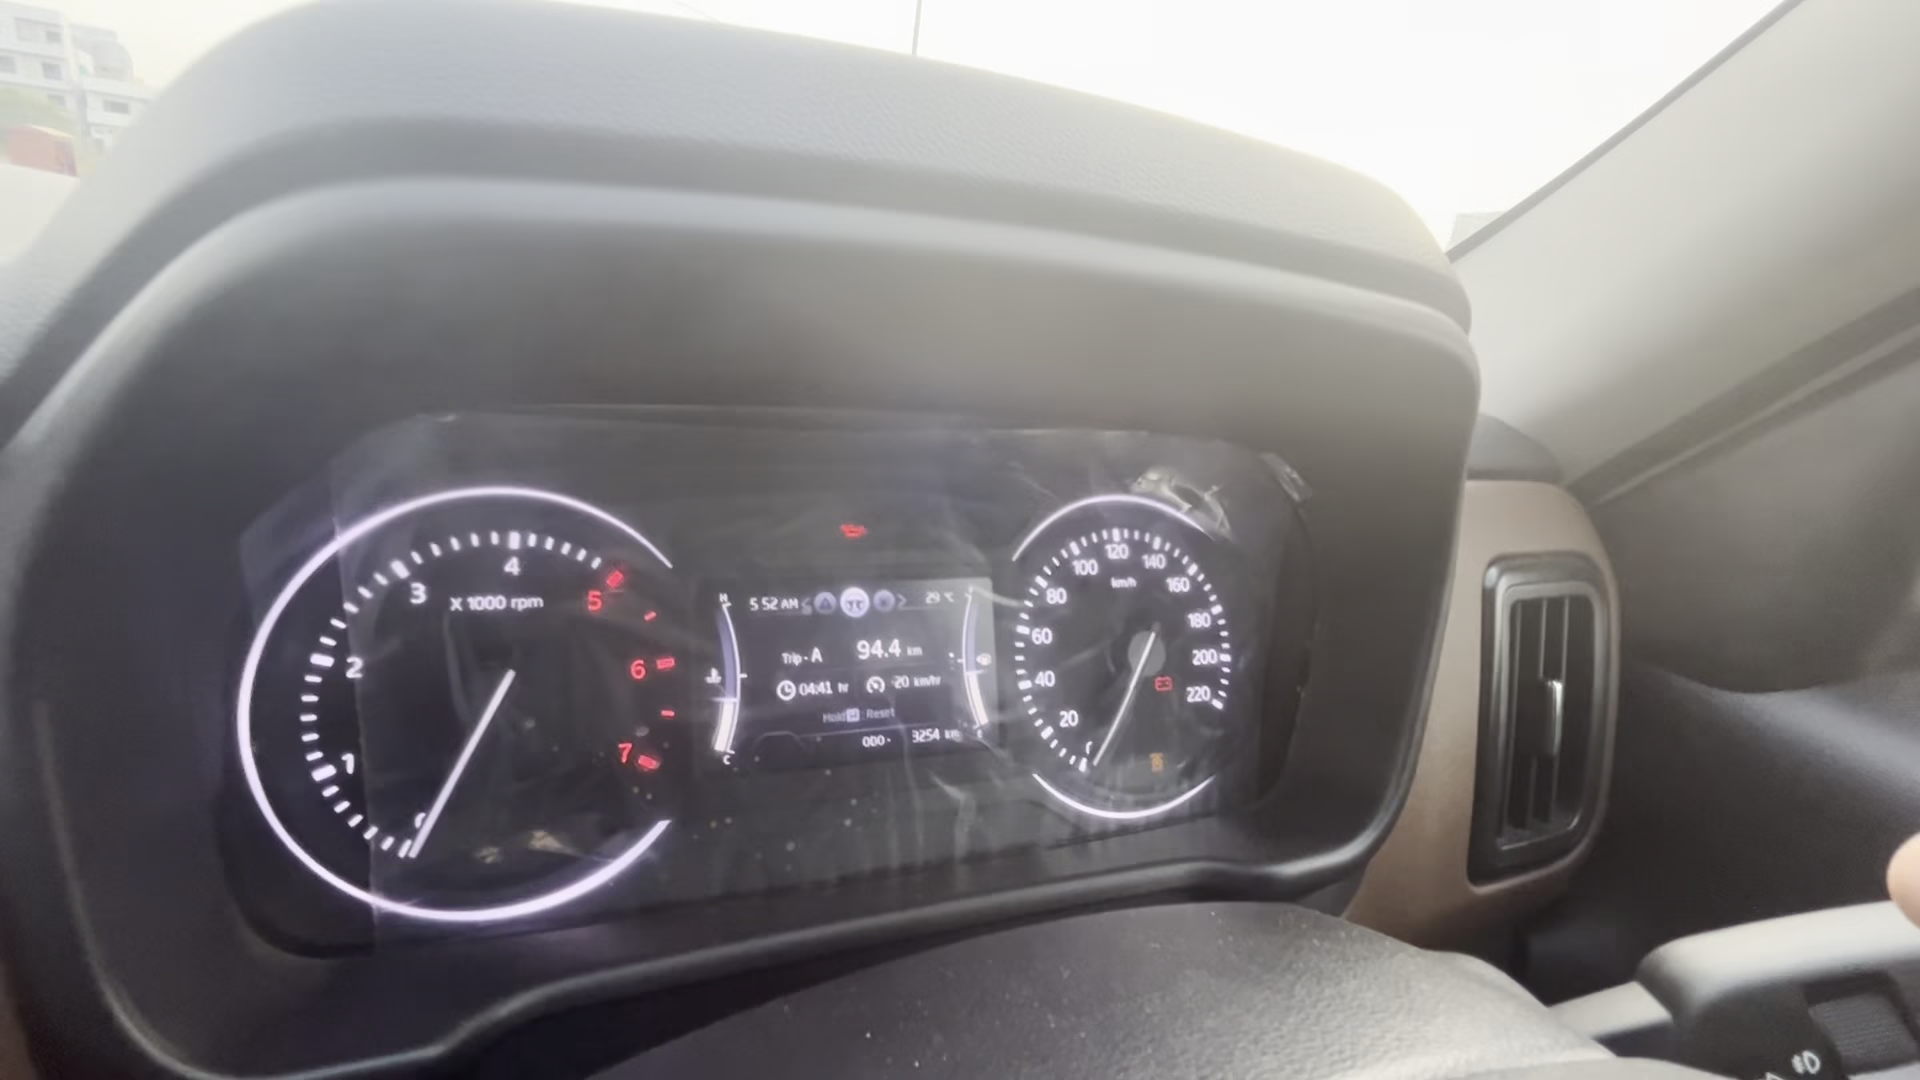 1
2
3
4
5
6
7
X 1000 rpm
H
C
5 52 AM
29 °C
Trip - A 94.4 km
04:41 hr 20 km/hr
Hold : Reset
ODO - 3254 km
20
40
60
80
100
120
140
160
180
200
220
km/h